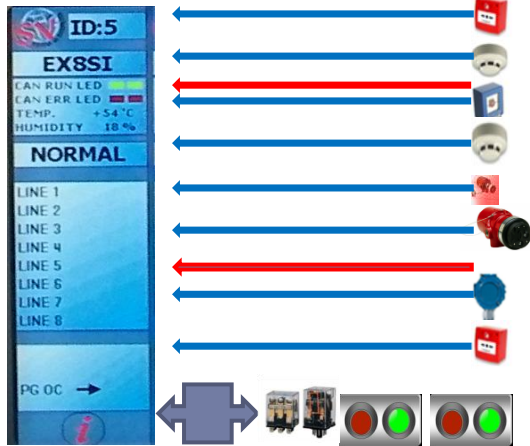 SV ID:5
EX8SI
CAN RUN LED
CAN ERR LED
TEMP. +54°C
HUMIDITY 18 %
NORMAL
LINE 1
LINE 2
LINE 3
LINE 4
LINE 5
LINE 6
LINE 7
LINE 8
PG OC →
i